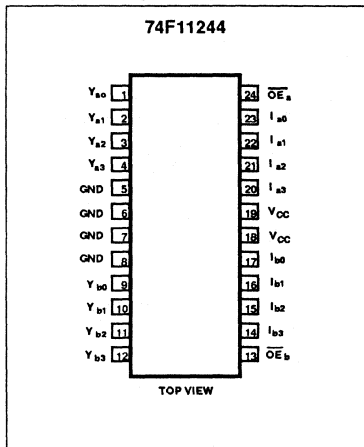 74F11244
Ya0 1 24 OEa
Ya1 2 23 Ia0
Ya2 3 22 Ia1
Ya3 4 21 Ia2
GND 5 20 Ia3
GND 6 19 VCC
GND 7 18 VCC
GND 8 17 Ib0
Yb0 9 16 Ib1
Yb1 10 15 Ib2
Yb2 11 14 Ib3
Yb3 12 13 OEb
TOP VIEW